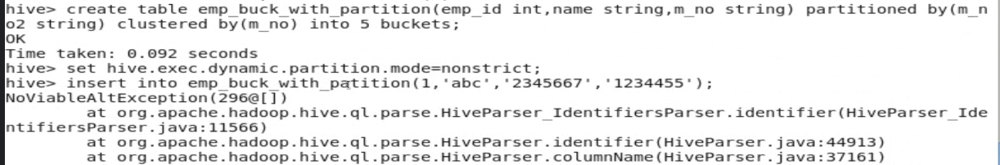 hive> create table emp_buck_with_partition(emp_id int,name string,m_no string) partitioned by(m_n
o2 string) clustered by(m_no) into 5 buckets;
OK
Time taken: 0.092 seconds
hive> set hive.exec.dynamic.partition.mode=nonstrict;
hive> insert into emp_buck_with_patition(1,'abc','2345667','1234455');
NoViableAltException(296@[])
        at org.apache.hadoop.hive.ql.parse.HiveParser_IdentifiersParser.identifier(HiveParser_Ide
ntifiersParser.java:11566)
        at org.apache.hadoop.hive.ql.parse.HiveParser.identifier(HiveParser.java:44913)
        at org.apache.hadoop.hive.ql.parse.HiveParser.columnName(HiveParser.java:37161)